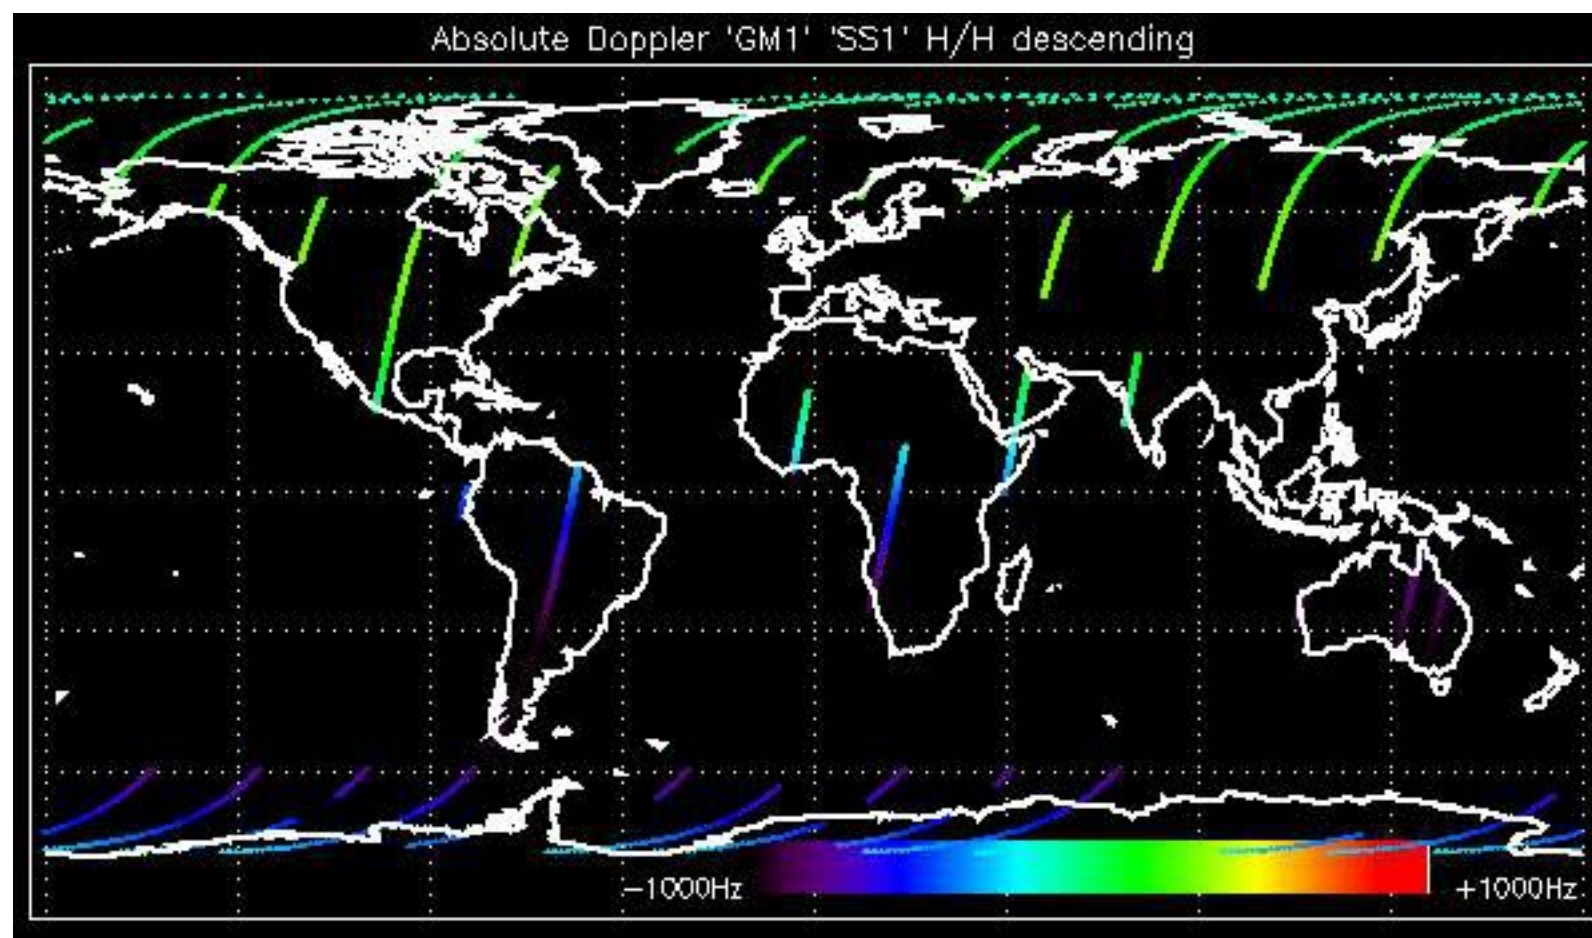 Absolute Doppler 'GM1' 'SS1' H/H descending
−1000Hz
+1000Hz